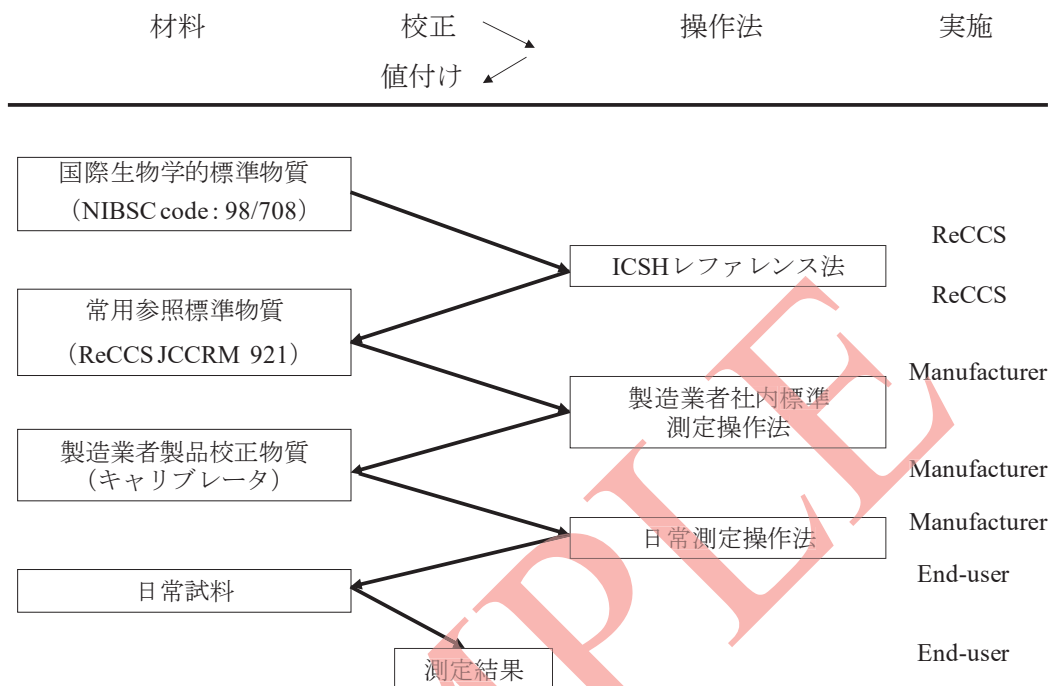 材料 校正 操作法 実施
値付け
国際生物学的標準物質
（NIBSC code : 98/708）
ReCCS
ICSHレファレンス法
ReCCS
常用参照標準物質
（ReCCS JCCRM 921）
Manufacturer
製造業者社内標準
測定操作法
製造業者製品校正物質
（キャリブレータ）
Manufacturer
Manufacturer
日常測定操作法
End-user
日常試料
End-user
測定結果